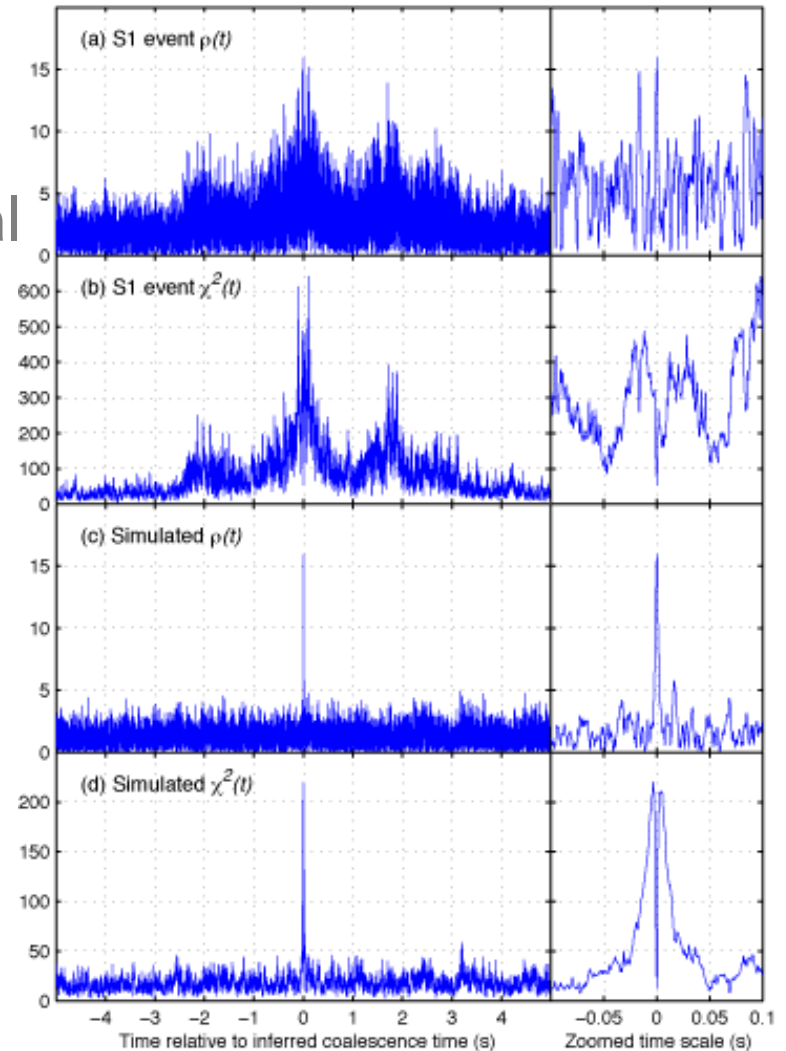 (a) S1 event ρ(t)
15
10
5
0
al
(b) S1 event χ²(t)
600
500
400
300
200
100
0
(c) Simulated ρ(t)
15
10
5
0
(d) Simulated χ²(t)
200
150
100
50
0
−4 −3 −2 −1 0 1 2 3 4
−0.05 0 0.05 0.1
Time relative to inferred coalescence time (s)
Zoomed time scale (s)